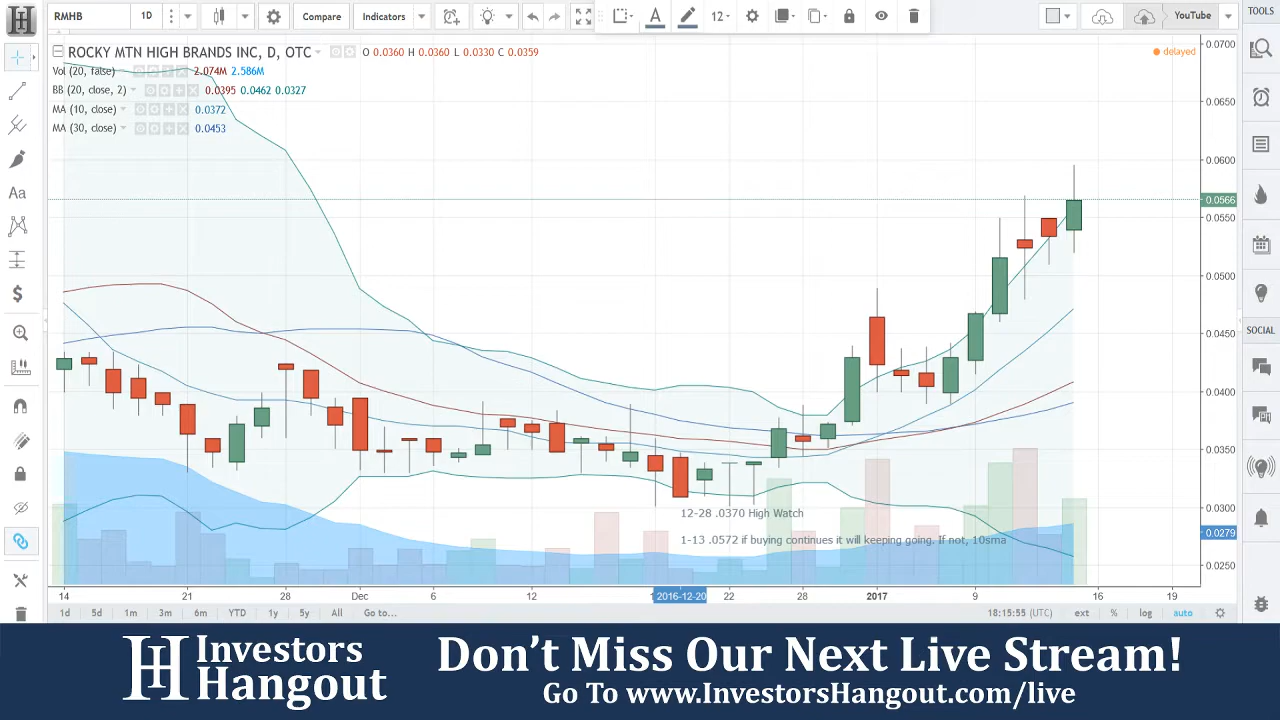 RMHB 1D Compare Indicators 12 YouTube TOOLS
ROCKY MTN HIGH BRANDS INC, D, OTC O 0.0360 H 0.0360 L 0.0330 C 0.0359
delayed
Vol (20, false) 2.074M 2.586M
BB (20, close, 2) 0.0395 0.0462 0.0327
MA (10, close) 0.0372
MA (30, close) 0.0453
Aa
$
0.0700
0.0650
0.0600
0.0566
0.0550
0.0500
0.0450
0.0400
0.0350
0.0300
0.0279
0.0250
SOCIAL
12-28 .0370 High Watch
1-13 .0572 if buying continues it will keeping going. If not, 10sma
14 21 28 Dec 6 12 2016-12-20 22 28 2017 9 16 19
1d 5d 1m 3m 6m YTD 1y 5y All Go to... 18:15:55 (UTC) ext % log auto
H Investors Hangout
Don't Miss Our Next Live Stream!
Go To www.InvestorsHangout.com/live